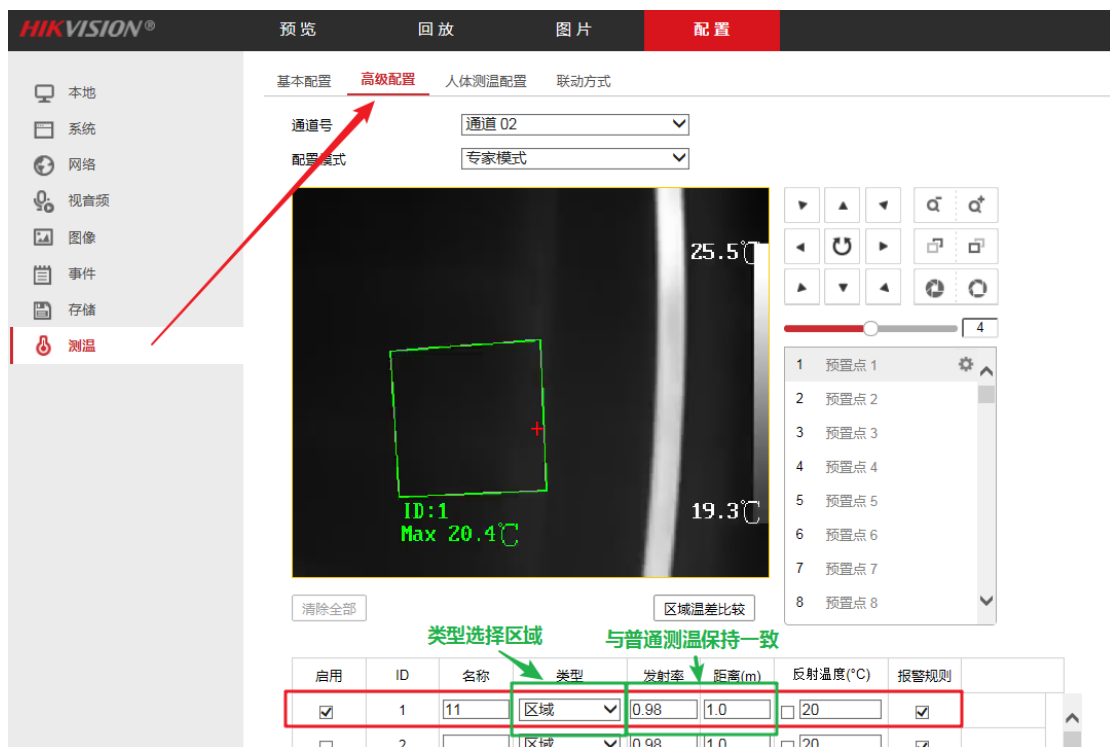 HIKVISION®
预览 回放 图片 配置
基本配置 高级配置 人体测温配置 联动方式
本地
系统
网络
视音频
图像
事件
存储
测温
通道号 通道 02
配置模式 专家模式
25.5℃
19.3℃
ID:1
Max 20.4℃
4
1 预置点 1
2 预置点 2
3 预置点 3
4 预置点 4
5 预置点 5
6 预置点 6
7 预置点 7
8 预置点 8
清除全部 区域温差比较
类型选择区域 与普通测温保持一致
启用 ID 名称 类型 发射率 距离(m) 反射温度(°C) 报警规则
1 11 区域 0.98 1.0 20
2 区域 0.98 1.0 20